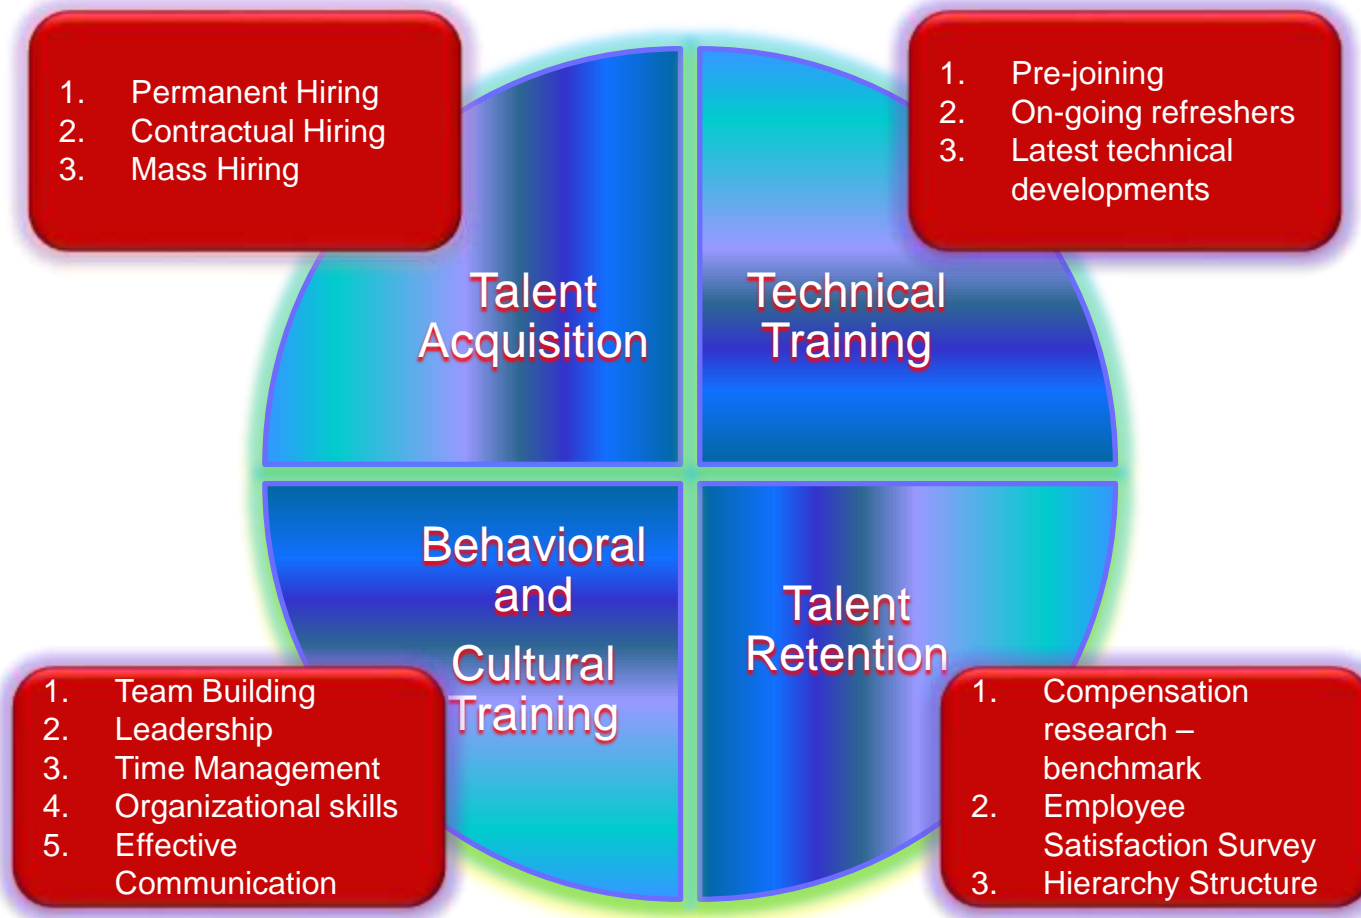 1. Permanent Hiring
2. Contractual Hiring
3. Mass Hiring
1. Pre-joining
2. On-going refreshers
3. Latest technical
developments
Talent
Acquisition
Technical
Training
Behavioral
and
Cultural
Training
Talent
Retention
1. Team Building
2. Leadership
3. Time Management
4. Organizational skills
5. Effective
Communication
1. Compensation
research –
benchmark
2. Employee
Satisfaction Survey
3. Hierarchy Structure